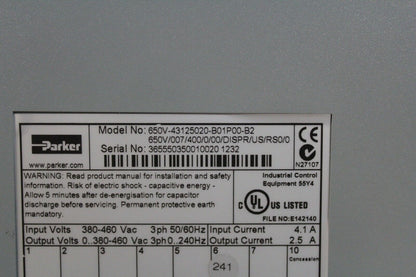 Parker
www.parker.com
Model No: 650V-43125020-B01P00-B2
650V/007/400/0/00/DISPR/US/RS0/0
Serial No: 365550350010020 1232
N27107
WARNING: Read product manual for installation and safety
information. Risk of electric shock - capacitive energy -
Allow 5 minutes after de-energisation for capacitor
discharge before servicing. Permanent protective earth
mandatory.
Industrial Control
Equipment 55Y4
C UL US LISTED
FILE NO:E142140
Input Volts 380-460 Vac 3ph 50/60Hz Input Current 4.1 A
Output Volts 0..380-460 Vac 3ph 0..240Hz Output Current 2.5 A
1 2 3 4 5 6 7 10
Concession
241